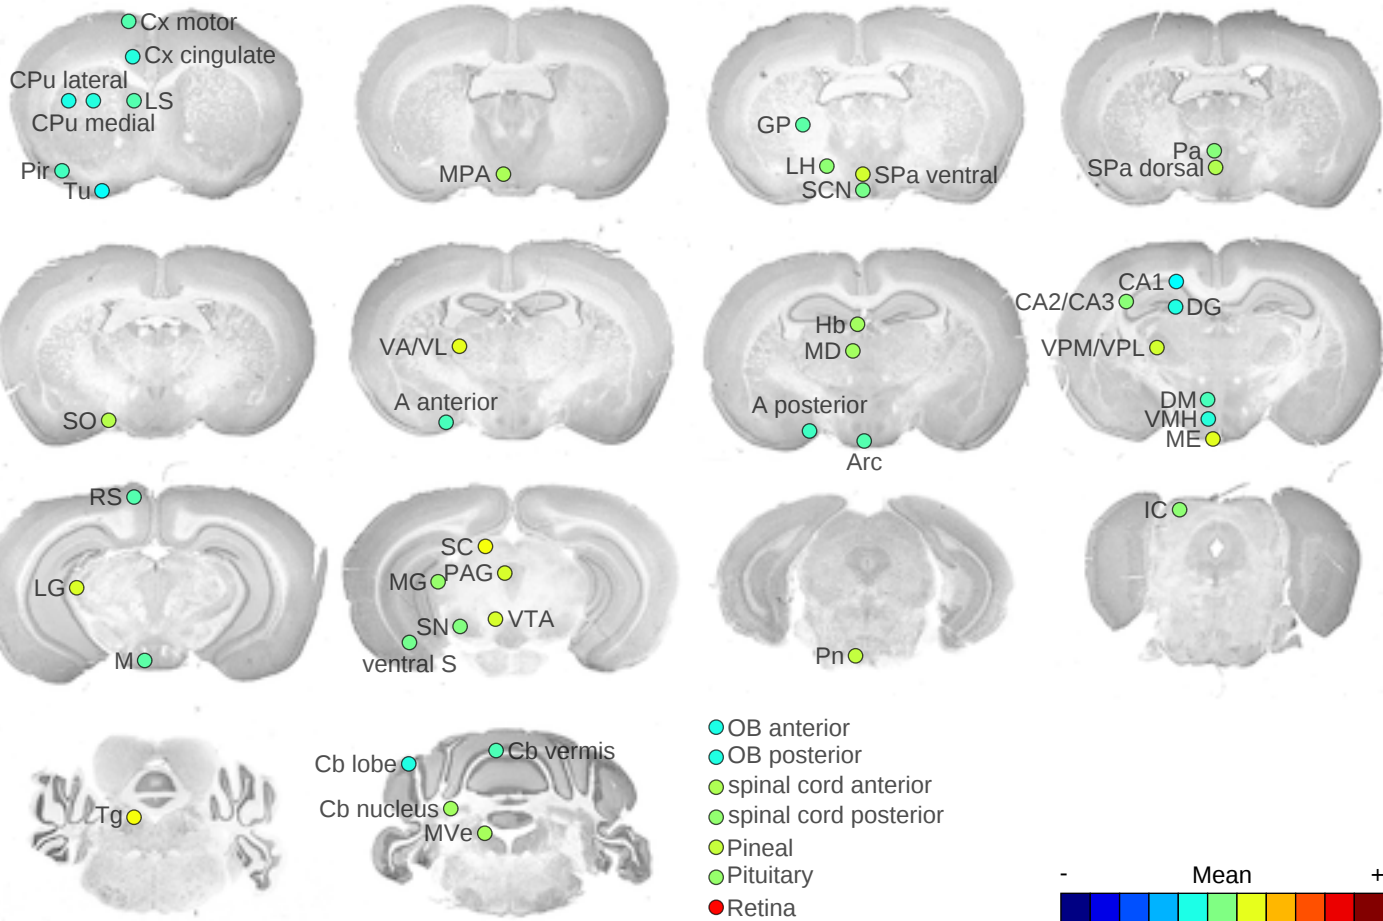 Cx motor
Cx cingulate
CPu lateral
LS
CPu medial
Pir
Tu
MPA
GP
LH
SPa ventral
SCN
Pa
SPa dorsal
SO
VA/VL
A anterior
Hb
MD
A posterior
Arc
CA1
CA2/CA3
DG
VPM/VPL
DM
VMH
ME
RS
LG
M
SC
PAG
MG
VTA
SN
ventral S
Pn
IC
Tg
Cb vermis
Cb lobe
Cb nucleus
MVe
OB anterior
OB posterior
spinal cord anterior
spinal cord posterior
Pineal
Pituitary
Retina
- Mean +